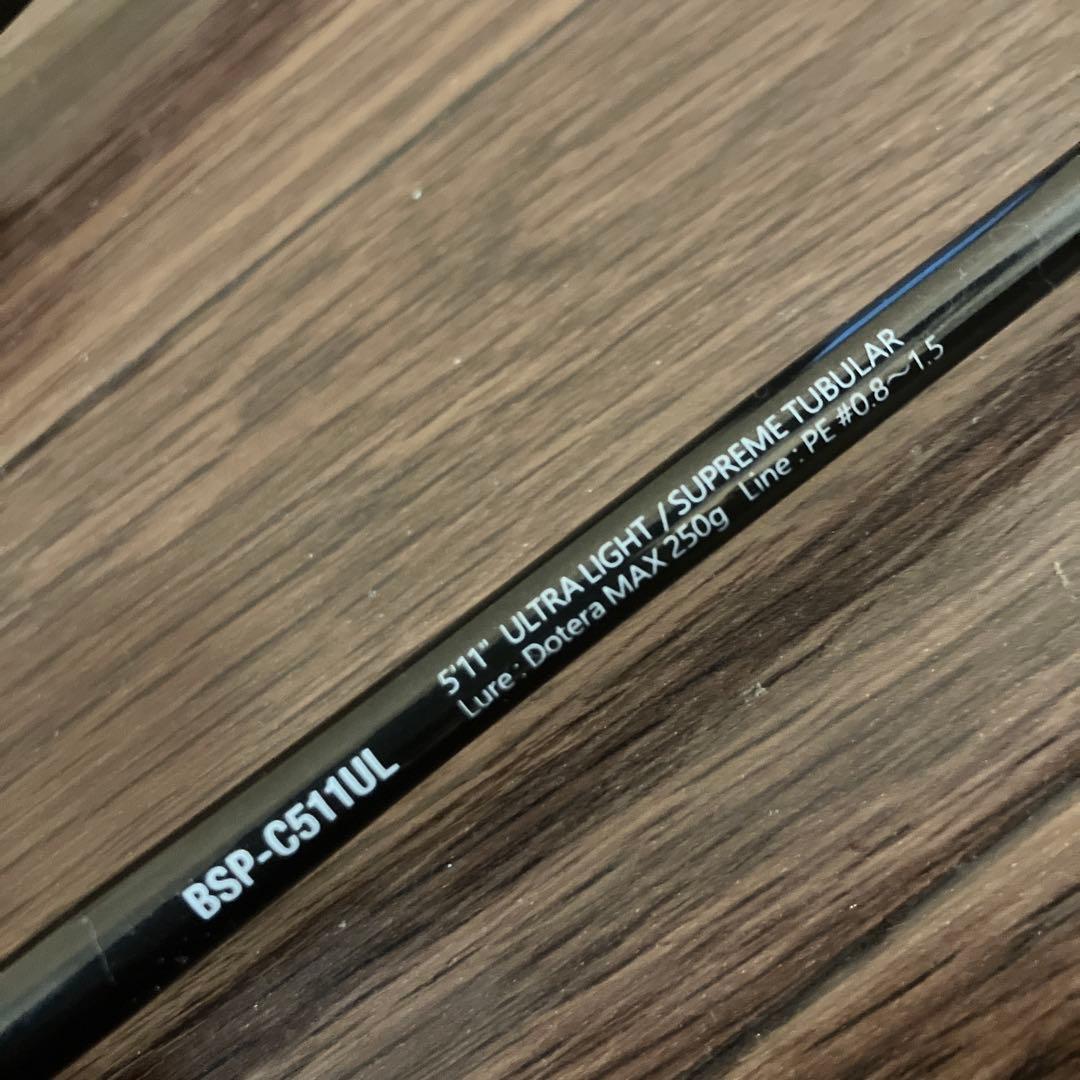 BSP-C511UL
5'11" ULTRA LIGHT / SUPREME TUBULAR
Lure : Dotera MAX 250g Line : PE #0.8～1.5